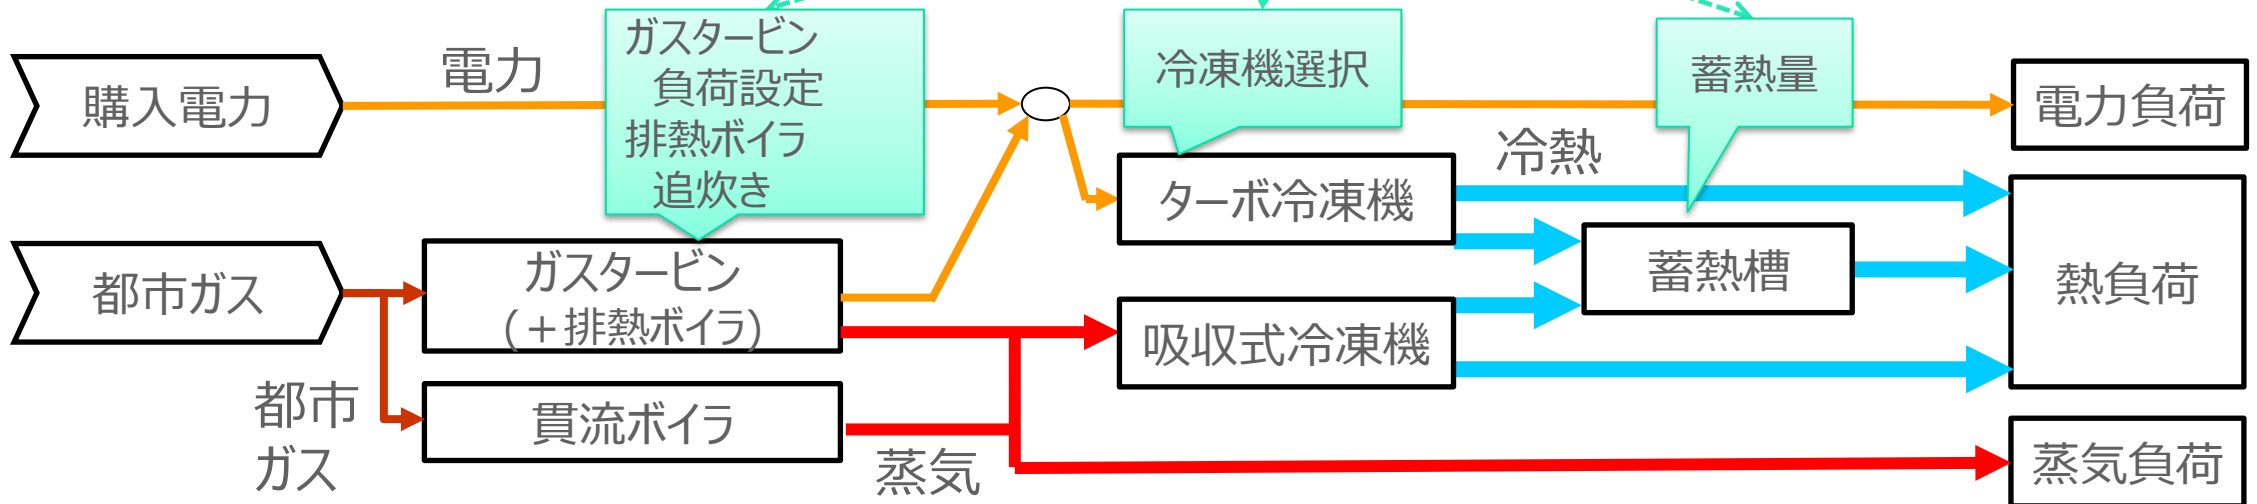 ガスタービン
負荷設定
排熱ボイラ
追炊き
冷凍機選択
蓄熱量
購入電力
電力
電力負荷
冷熱
ターボ冷凍機
都市ガス
ガスタービン
(+排熱ボイラ)
蓄熱槽
熱負荷
吸収式冷凍機
都市
ガス
貫流ボイラ
蒸気
蒸気負荷